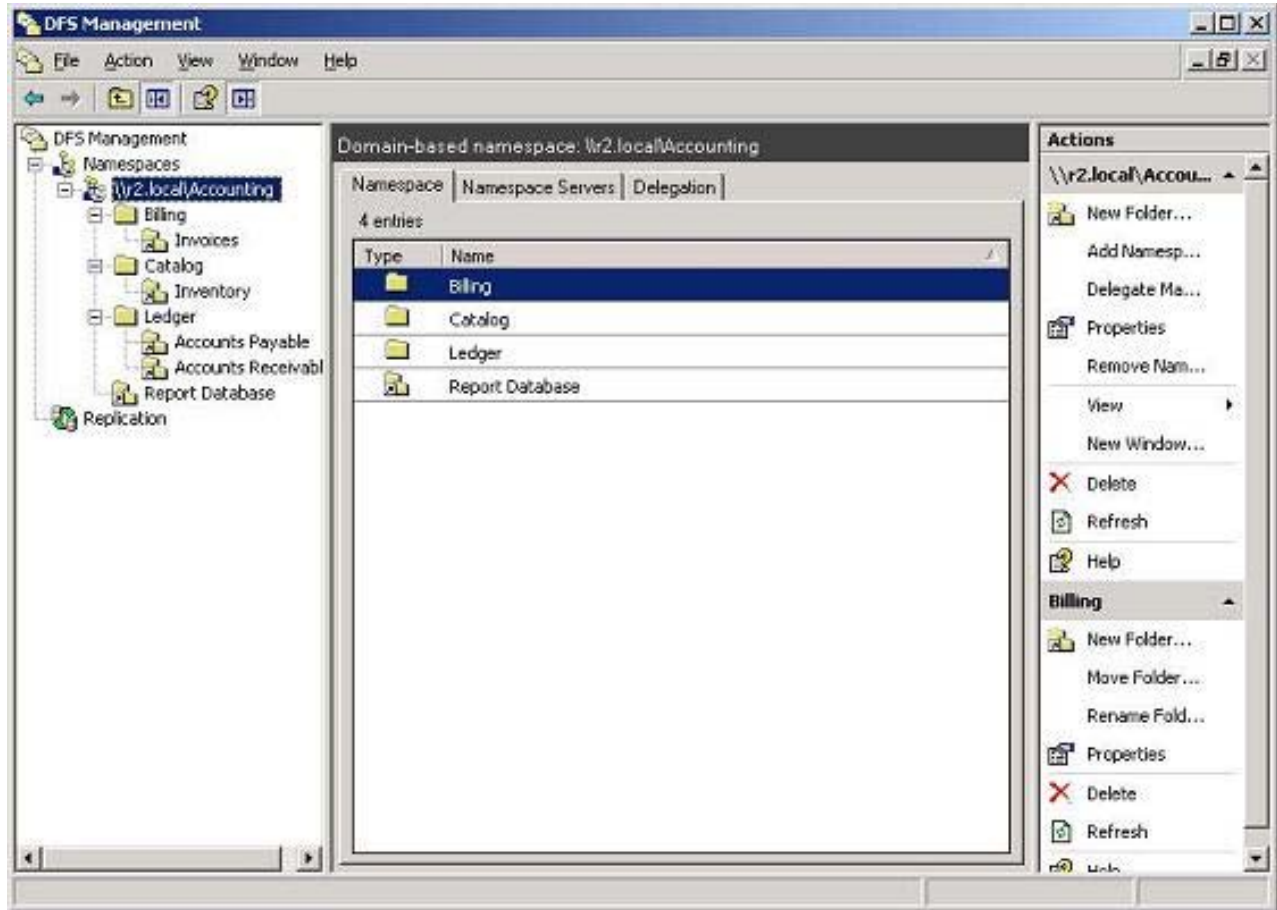 DFS Management
File Action View Window Help
DFS Management
Namespaces
\\r2.local\Accounting
Billing
Invoices
Catalog
Inventory
Ledger
Accounts Payable
Accounts Receivabl
Report Database
Replication
Domain-based namespace: \\r2.local\Accounting
Namespace Namespace Servers Delegation
4 entries
Type Name
Billing
Catalog
Ledger
Report Database
Actions
\\r2.local\Accou...
New Folder...
Add Namesp...
Delegate Ma...
Properties
Remove Nam...
View
New Window...
Delete
Refresh
Help
Billing
New Folder...
Move Folder...
Rename Fold...
Properties
Delete
Refresh
Help